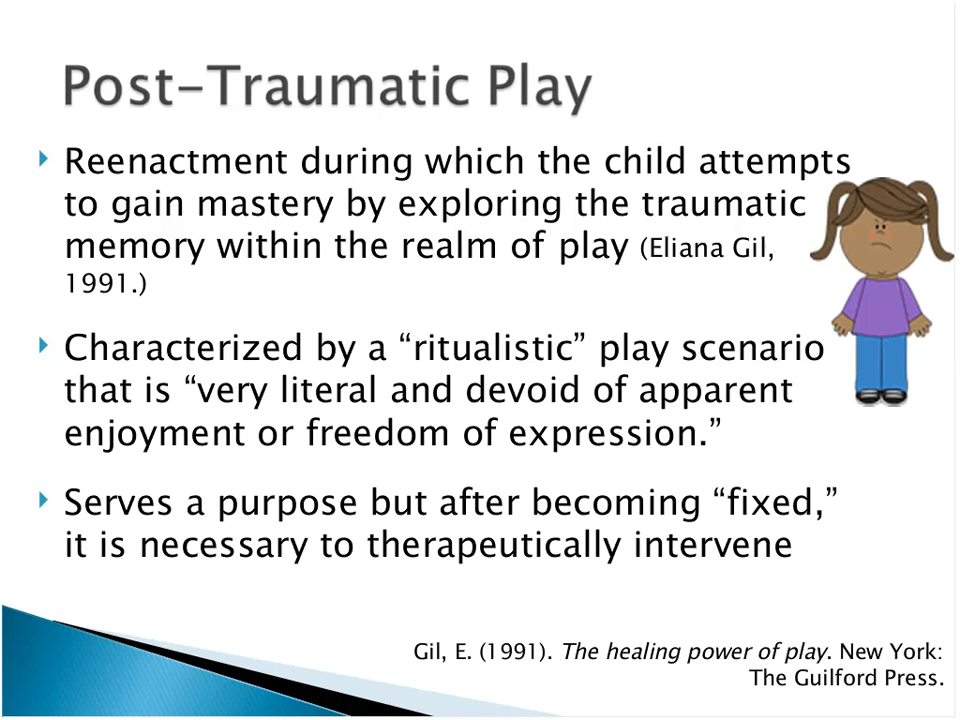 Post-Traumatic Play
Reenactment during which the child attempts
to gain mastery by exploring the traumatic
memory within the realm of play (Eliana Gil,
1991.)
Characterized by a “ritualistic” play scenario
that is “very literal and devoid of apparent
enjoyment or freedom of expression.”
Serves a purpose but after becoming “fixed,”
it is necessary to therapeutically intervene
Gil, E. (1991). The healing power of play. New York:
The Guilford Press.